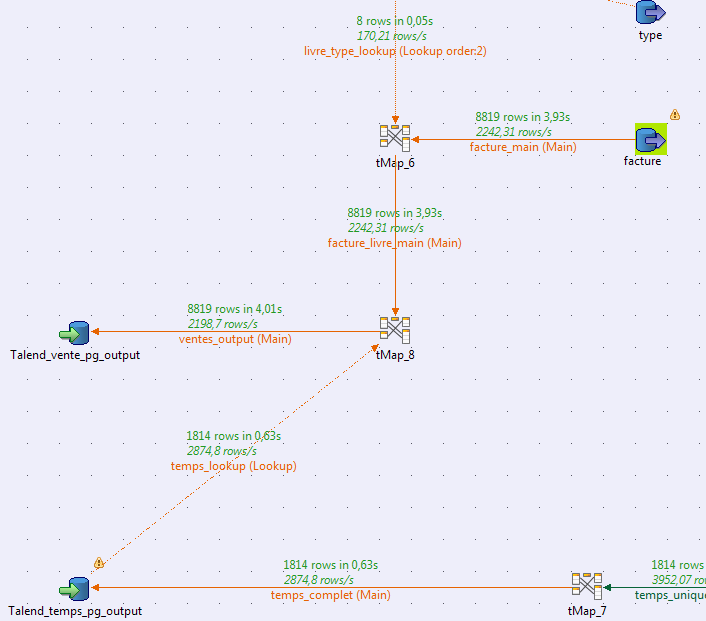 8 rows in 0,05s
170,21 rows/s
livre_type_lookup (Lookup order:2)
type
8819 rows in 3,93s
2242,31 rows/s
facture_main (Main)
tMap_6
facture
8819 rows in 3,93s
2242,31 rows/s
facture_livre_main (Main)
8819 rows in 4,01s
2198,7 rows/s
ventes_output (Main)
Talend_vente_pg_output
tMap_8
1814 rows in 0,63s
2874,8 rows/s
temps_lookup (Lookup)
1814 rows in 0,63s
2874,8 rows/s
temps_complet (Main)
Talend_temps_pg_output
tMap_7
1814 rows
3952,07 ro
temps_unique